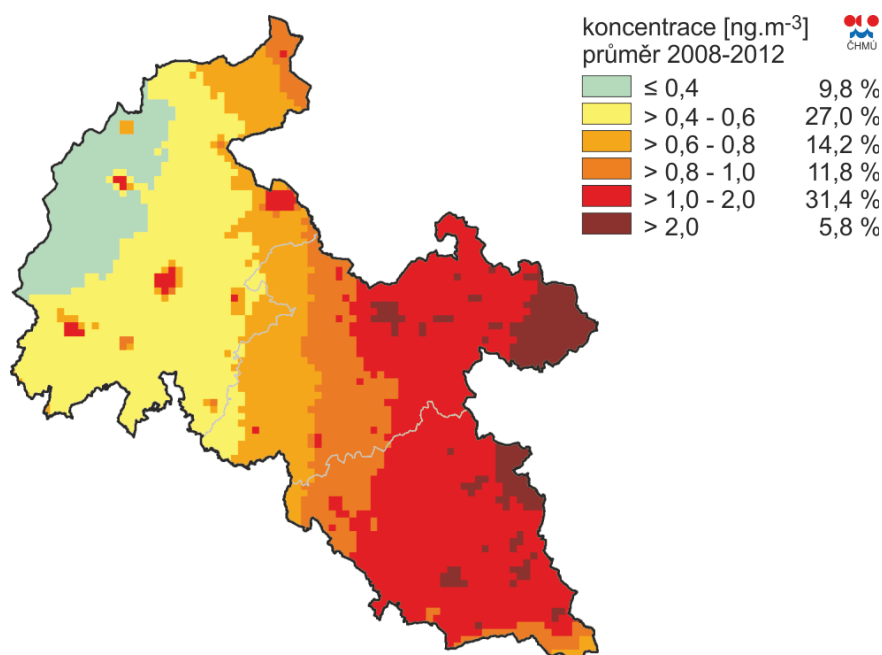 koncentrace [ng.m-3]
průměr 2008-2012
ČHMÚ
≤ 0,4 9,8 %
> 0,4 - 0,6 27,0 %
> 0,6 - 0,8 14,2 %
> 0,8 - 1,0 11,8 %
> 1,0 - 2,0 31,4 %
> 2,0 5,8 %